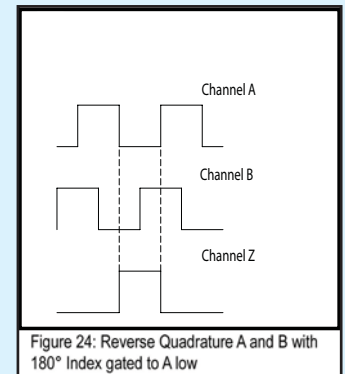 Channel A
Channel B
Channel Z
Figure 24: Reverse Quadrature A and B with
180° Index gated to A low